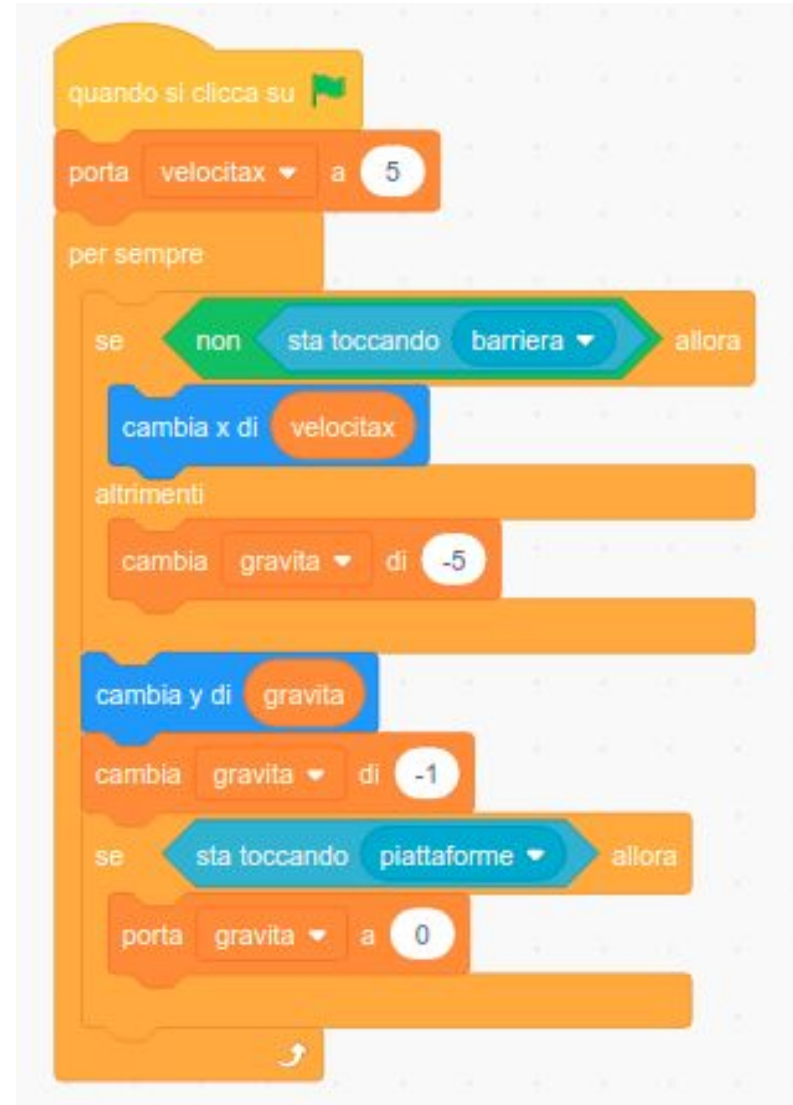 quando si clicca su
porta velocitax a 5
per sempre
se non sta toccando barriera allora
cambia x di velocitax
altrimenti
cambia gravita di -5
cambia y di gravita
cambia gravita di -1
se sta toccando piattaforme allora
porta gravita a 0